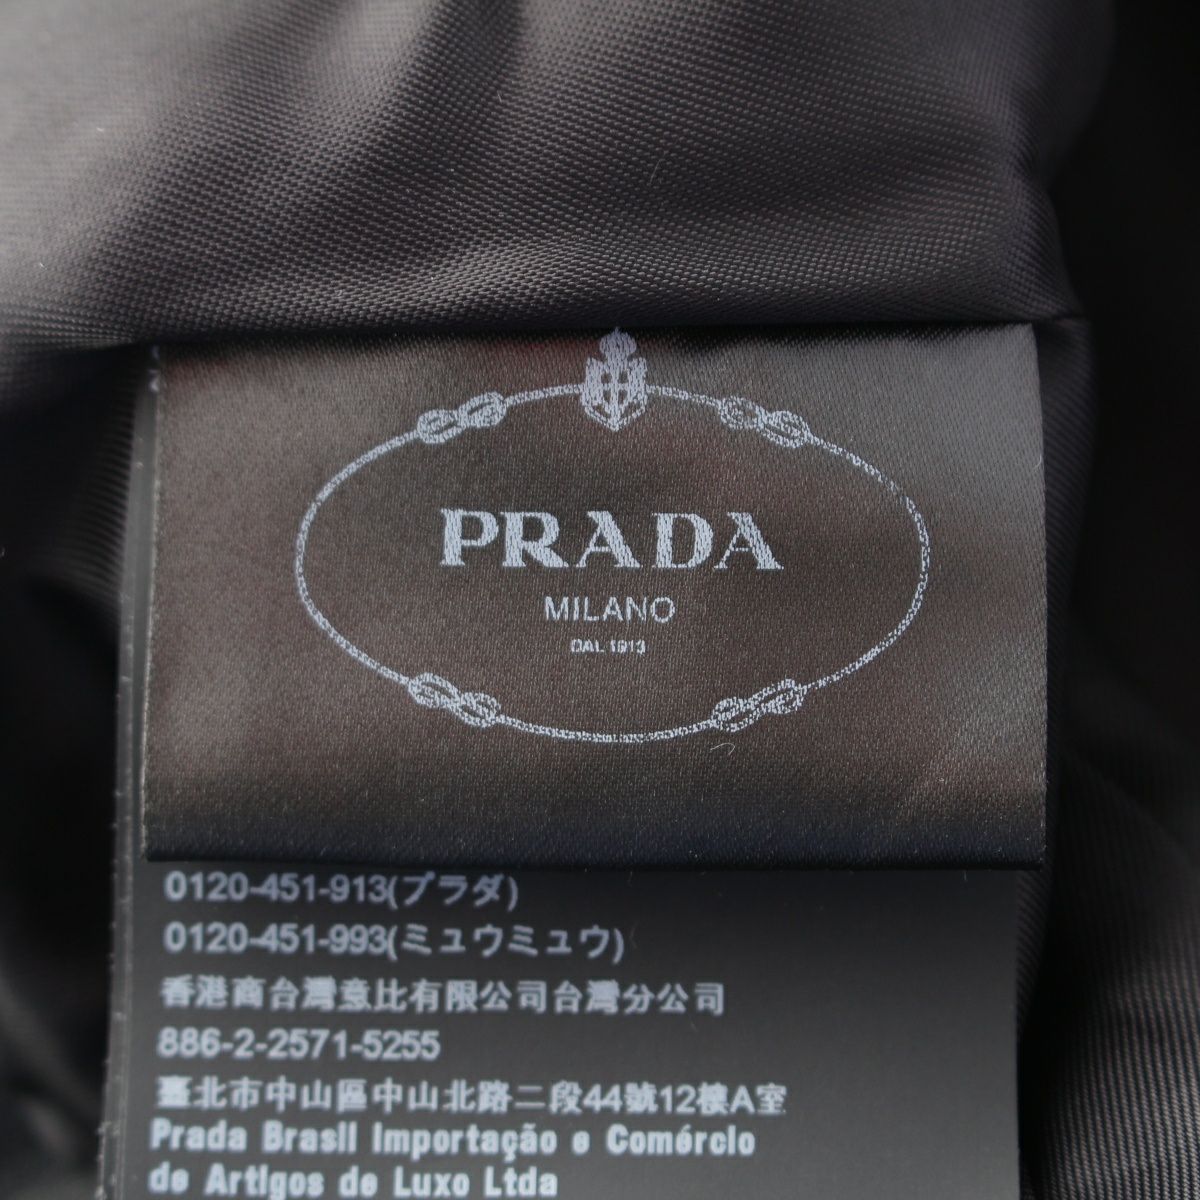 PRADA
MILANO
DAL 1913
0120-451-913(プラダ)
0120-451-993(ミュウミュウ)
香港商台灣意比有限公司台灣分公司
886-2-2571-5255
臺北市中山區中山北路二段44號12樓A室
Prada Brasil Importação e Comércio
de Artigos de Luxo Ltda